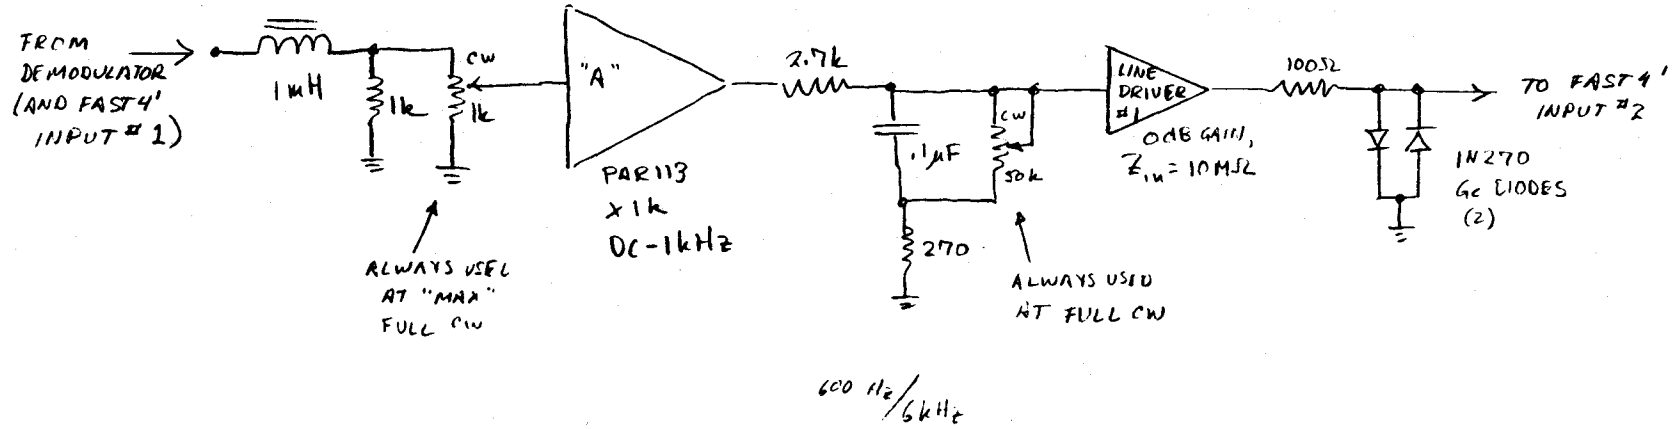 FROM
DEMODULATOR
(AND FAST 4'
INPUT #1)
1mH
1k
CW
1k
"A"
PAR113
x1k
DC-1kHz
ALWAYS USED
AT "MAX"
FULL CW
2.7k
.1µF
CW
50k
270
ALWAYS USED
AT FULL CW
LINE
DRIVER
#1
0dB GAIN,
Zin = 10MΩ
100Ω
TO FAST 4'
INPUT #2
1N270
Ge DIODES
(2)
600 Hz/6kHz